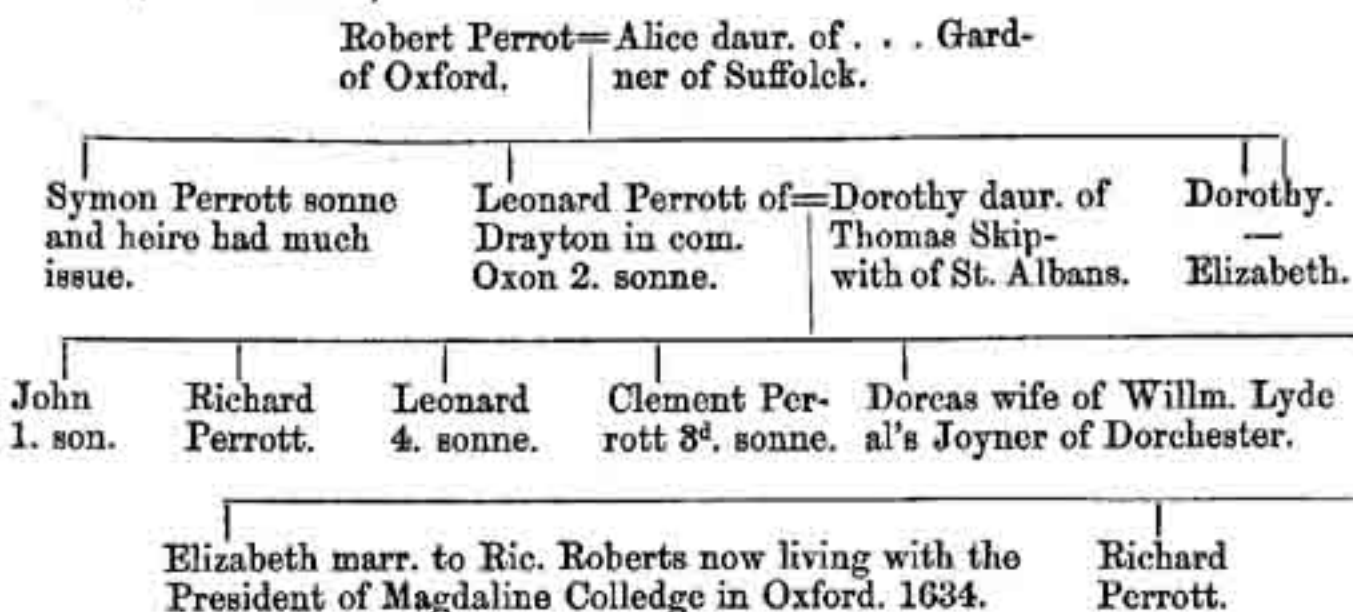 Robert Perrot=Alice daur. of . . . Gard-
of Oxford. ner of Suffolck.
Symon Perrott sonne
and heire had much
issue.
Leonard Perrott of=Dorothy daur. of
Drayton in com. Thomas Skip-
Oxon 2. sonne. with of St. Albans.
Dorothy.
—
Elizabeth.
John
1. son.
Richard
Perrott.
Leonard
4. sonne.
Clement Per-
rott 3d. sonne.
Dorcas wife of Willm. Lyde
al's Joyner of Dorchester.
Elizabeth marr. to Ric. Roberts now living with the
President of Magdaline Colledge in Oxford. 1634.
Richard
Perrott.